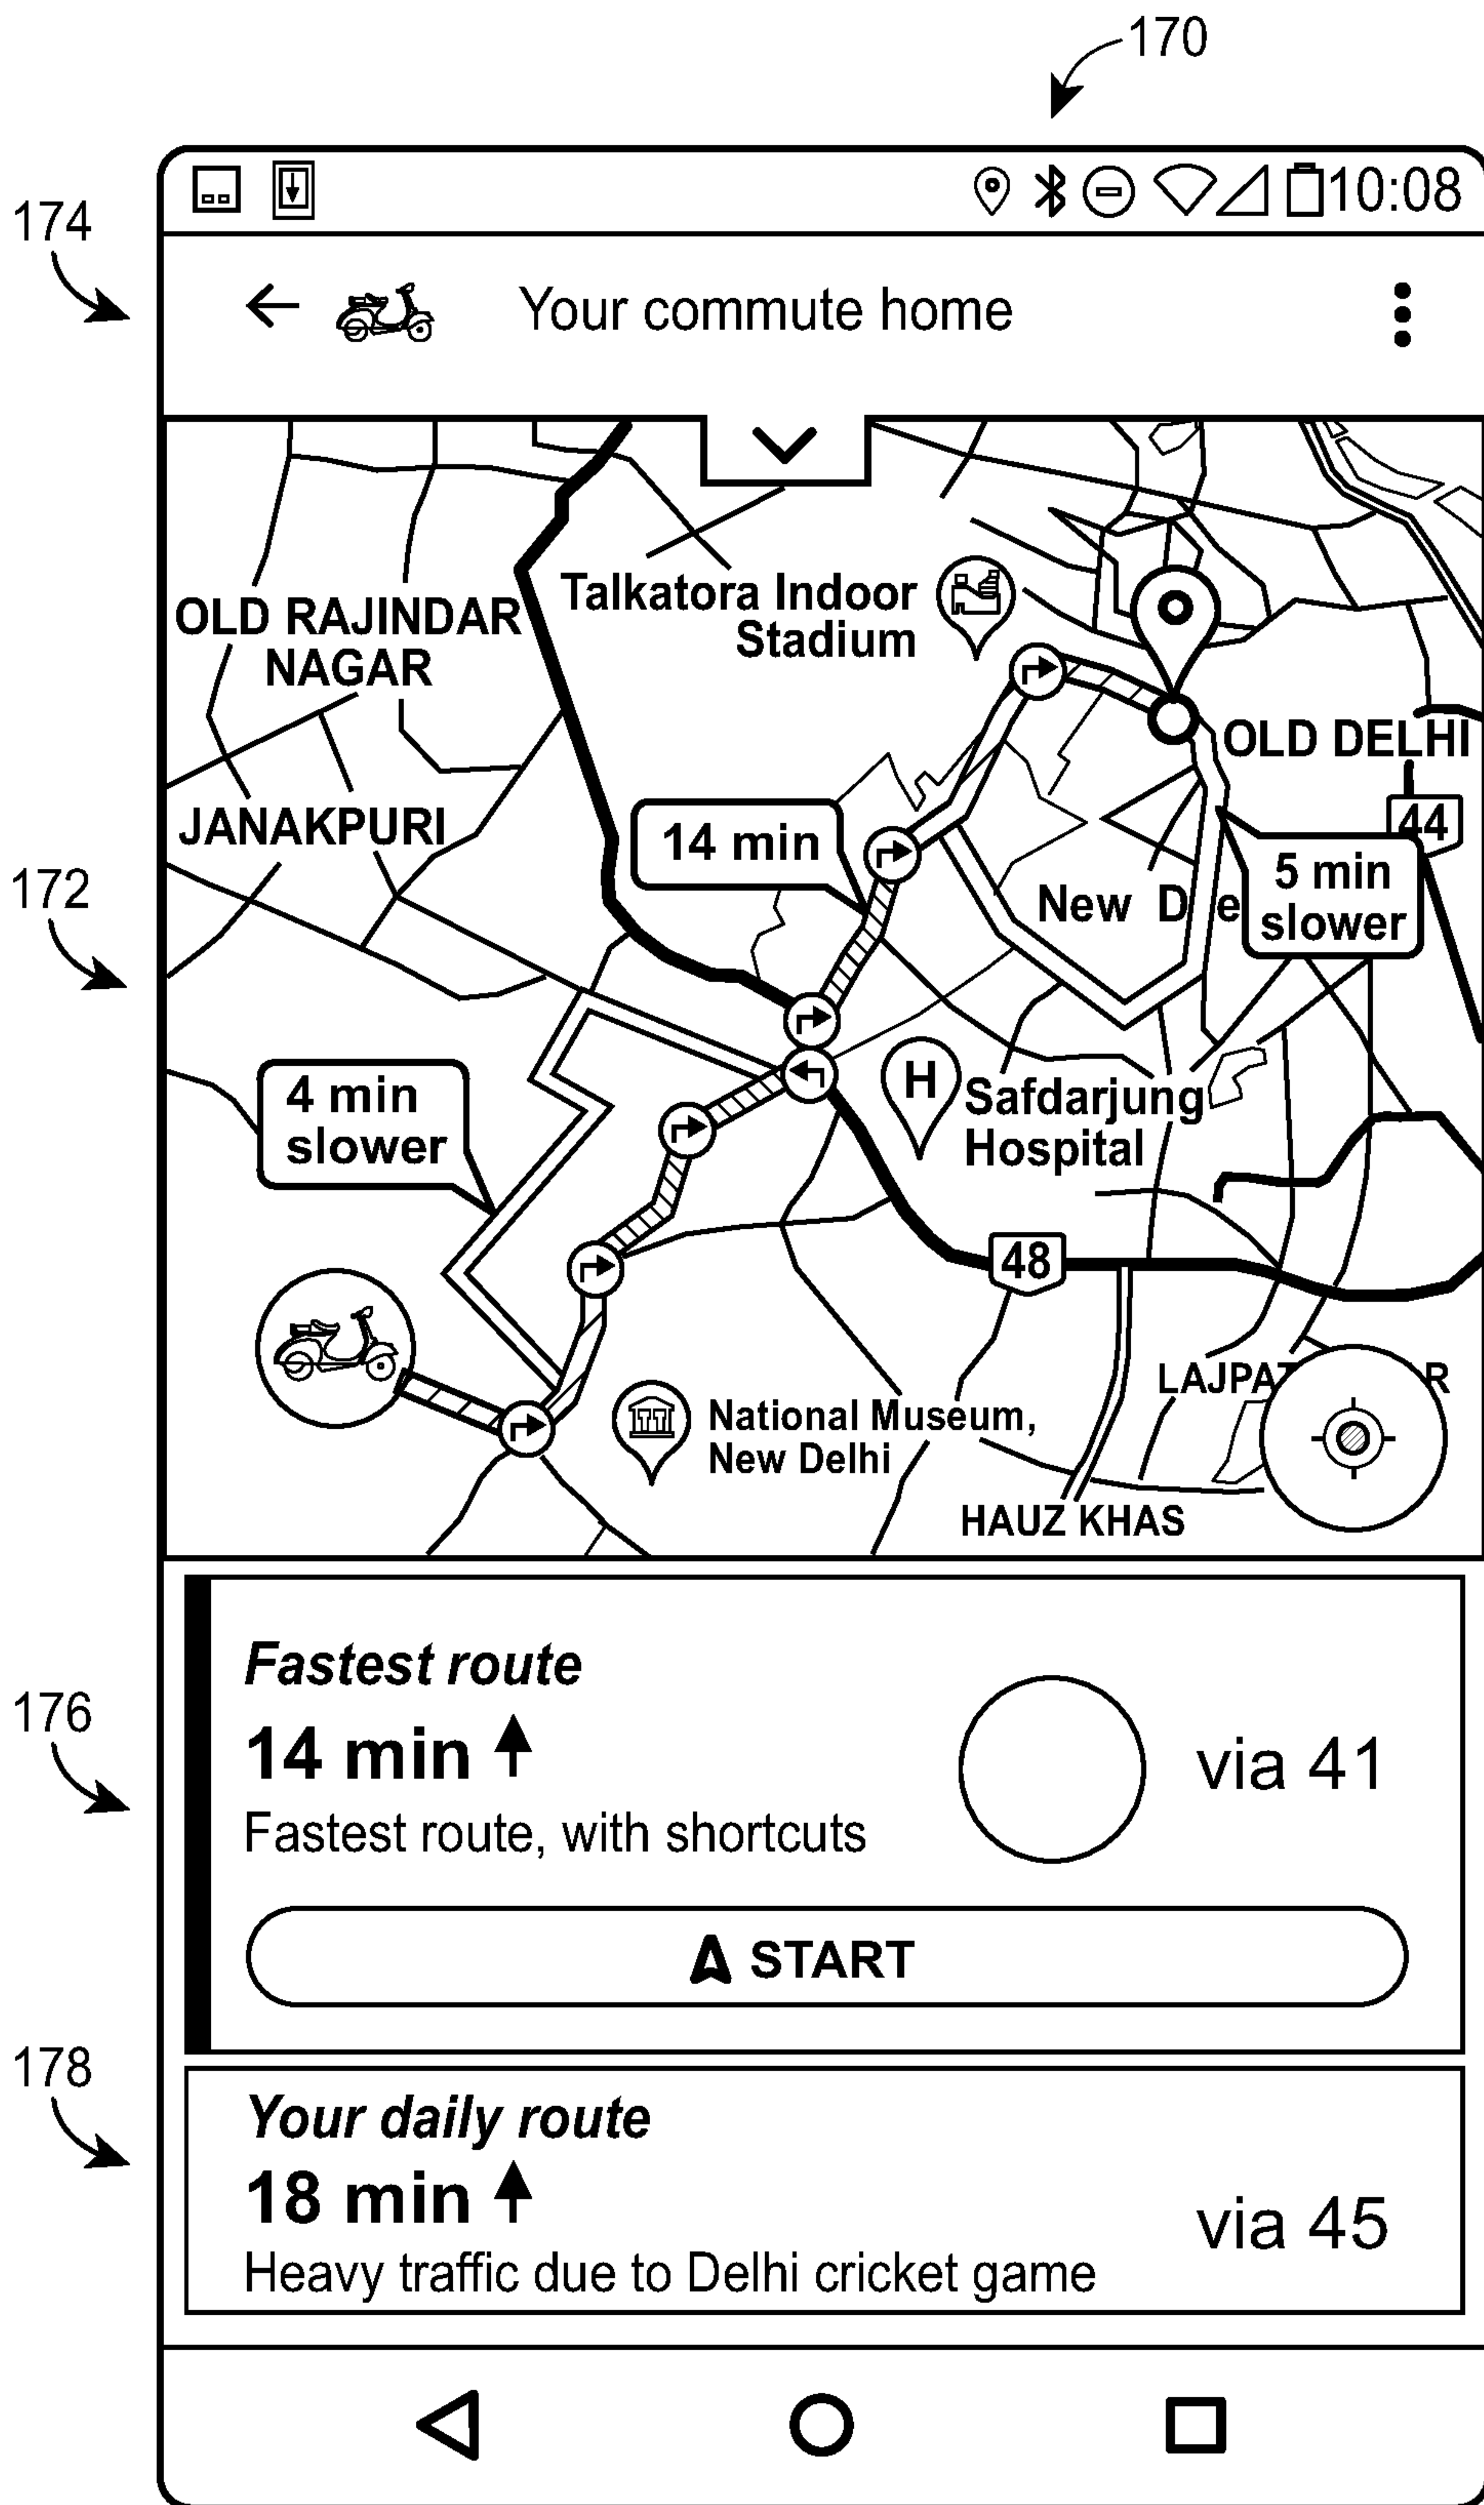 170
10:08
174
Your commute home
OLD RAJINDAR
NAGAR
Talkatora Indoor
Stadium
OLD DELHI
JANAKPURI
14 min
44
172
New De
5 min
slower
4 min
slower
H
Safdarjung
Hospital
48
LAJPA
R
National Museum,
New Delhi
HAUZ KHAS
Fastest route
176
14 min
via 41
Fastest route, with shortcuts
START
178
Your daily route
18 min
via 45
Heavy traffic due to Delhi cricket game